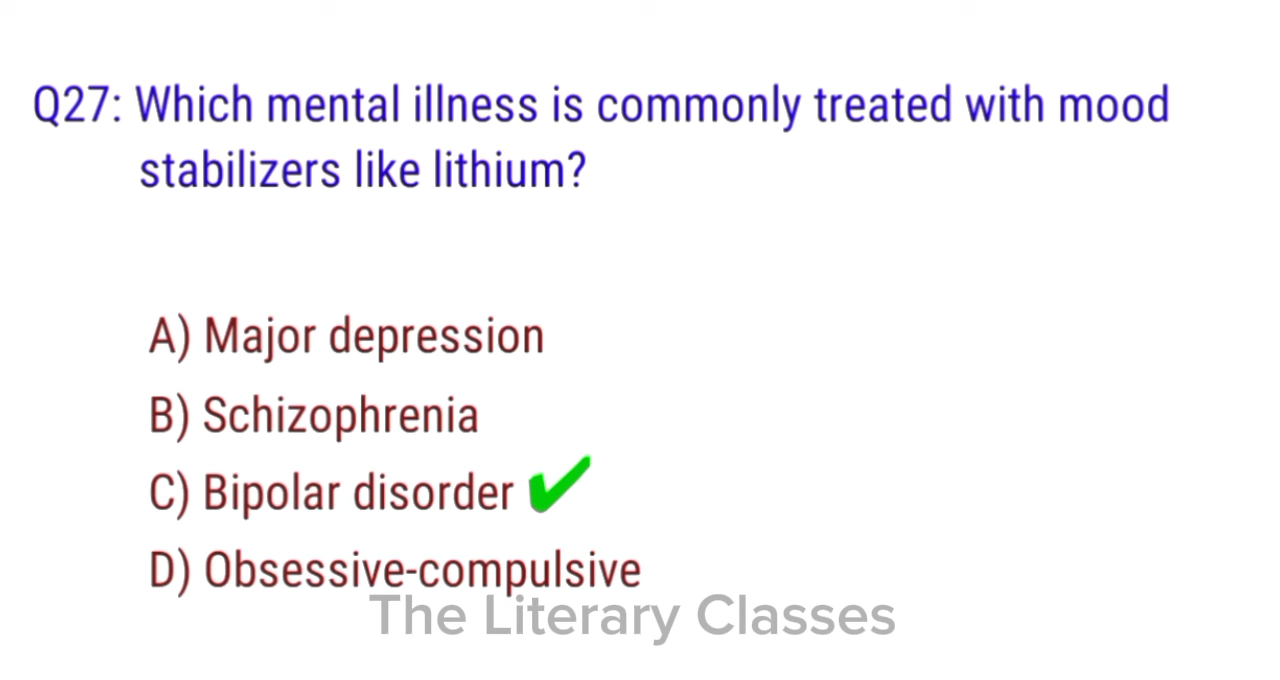 Q27: Which mental illness is commonly treated with mood
stabilizers like lithium?
A) Major depression
B) Schizophrenia
C) Bipolar disorder ✔
D) Obsessive-compulsive
The Literary Classes